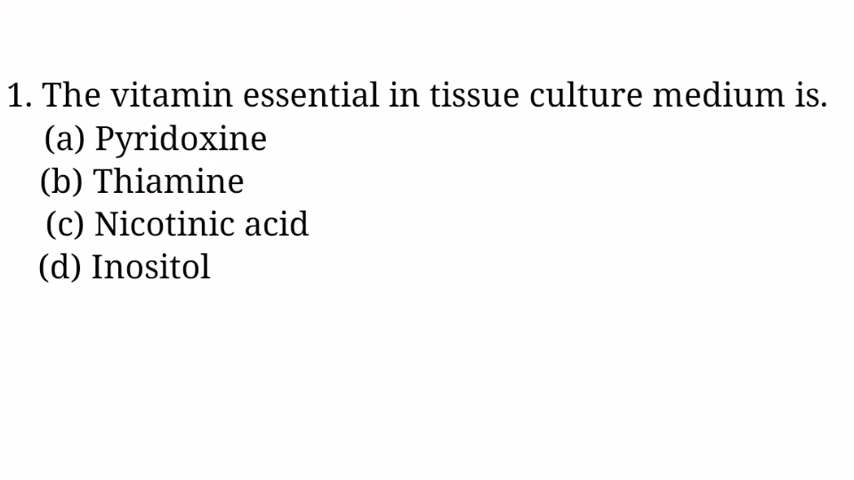 1. The vitamin essential in tissue culture medium is.
(a) Pyridoxine
(b) Thiamine
(c) Nicotinic acid
(d) Inositol